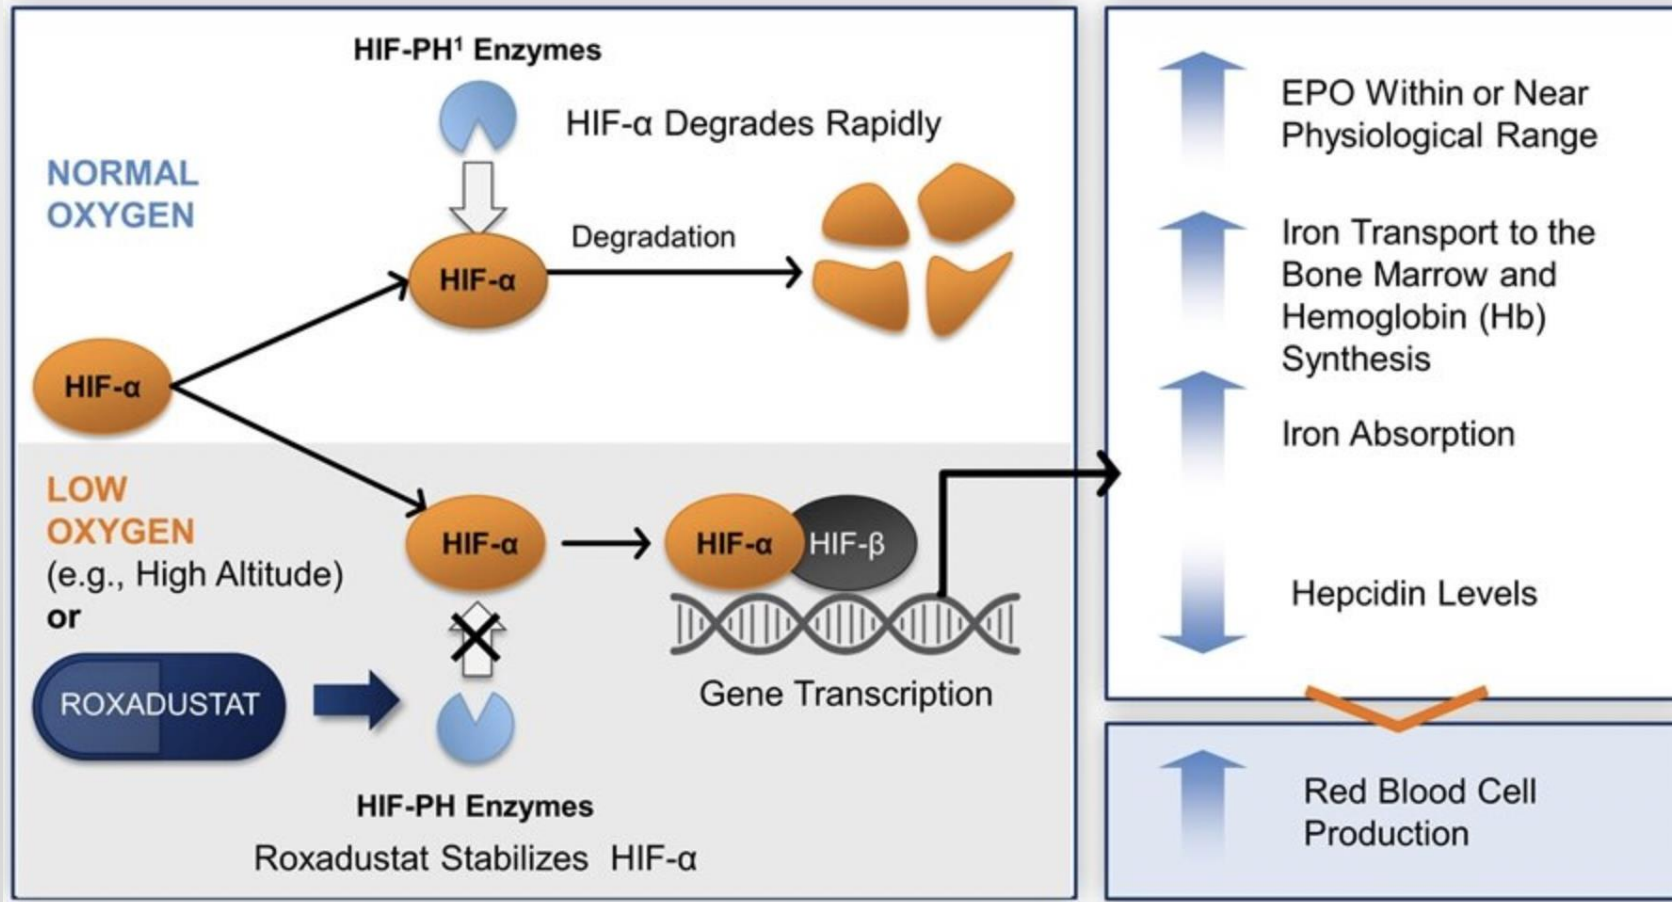 HIF-PH¹ Enzymes
HIF-α Degrades Rapidly
NORMAL
OXYGEN
Degradation
HIF-α
HIF-α
LOW
OXYGEN
(e.g., High Altitude)
or
ROXADUSTAT
HIF-α
HIF-α
HIF-β
Gene Transcription
HIF-PH Enzymes
Roxadustat Stabilizes HIF-α
EPO Within or Near
Physiological Range
Iron Transport to the
Bone Marrow and
Hemoglobin (Hb)
Synthesis
Iron Absorption
Hepcidin Levels
Red Blood Cell
Production